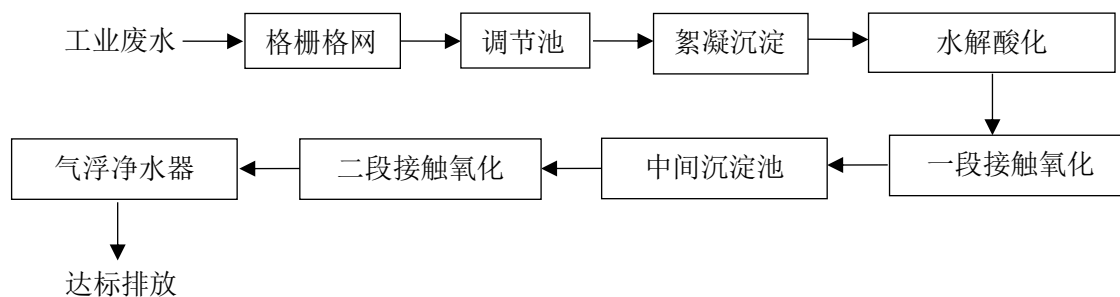 工业废水
格栅格网
调节池
絮凝沉淀
水解酸化
一段接触氧化
中间沉淀池
二段接触氧化
气浮净水器
达标排放